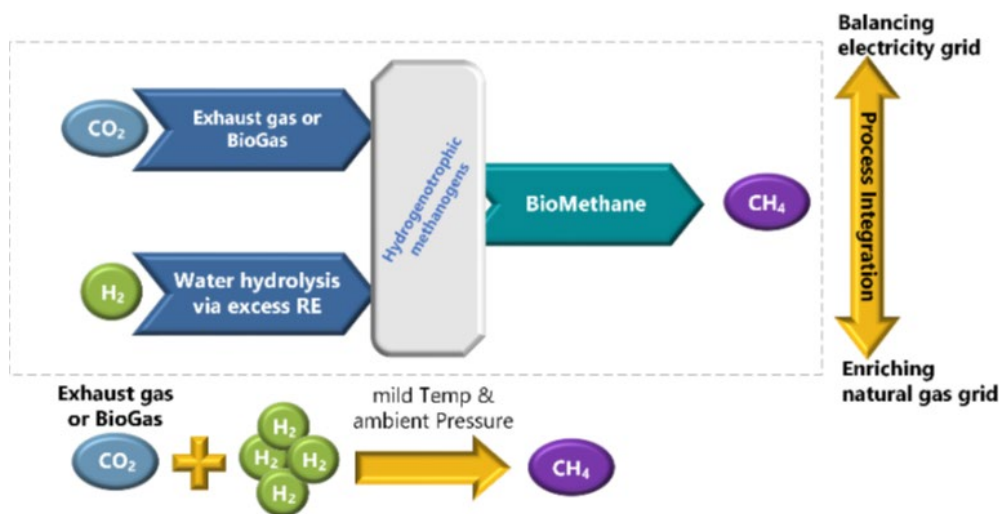 Balancing
electricity grid
CO₂
Exhaust gas or
BioGas
Hydrogenotrophic
methanogens
BioMethane
CH₄
Process Integration
H₂
Water hydrolysis
via excess RE
Enriching
natural gas grid
Exhaust gas
or BioGas
CO₂
H₂
H₂
H₂
H₂
mild Temp &
ambient Pressure
CH₄